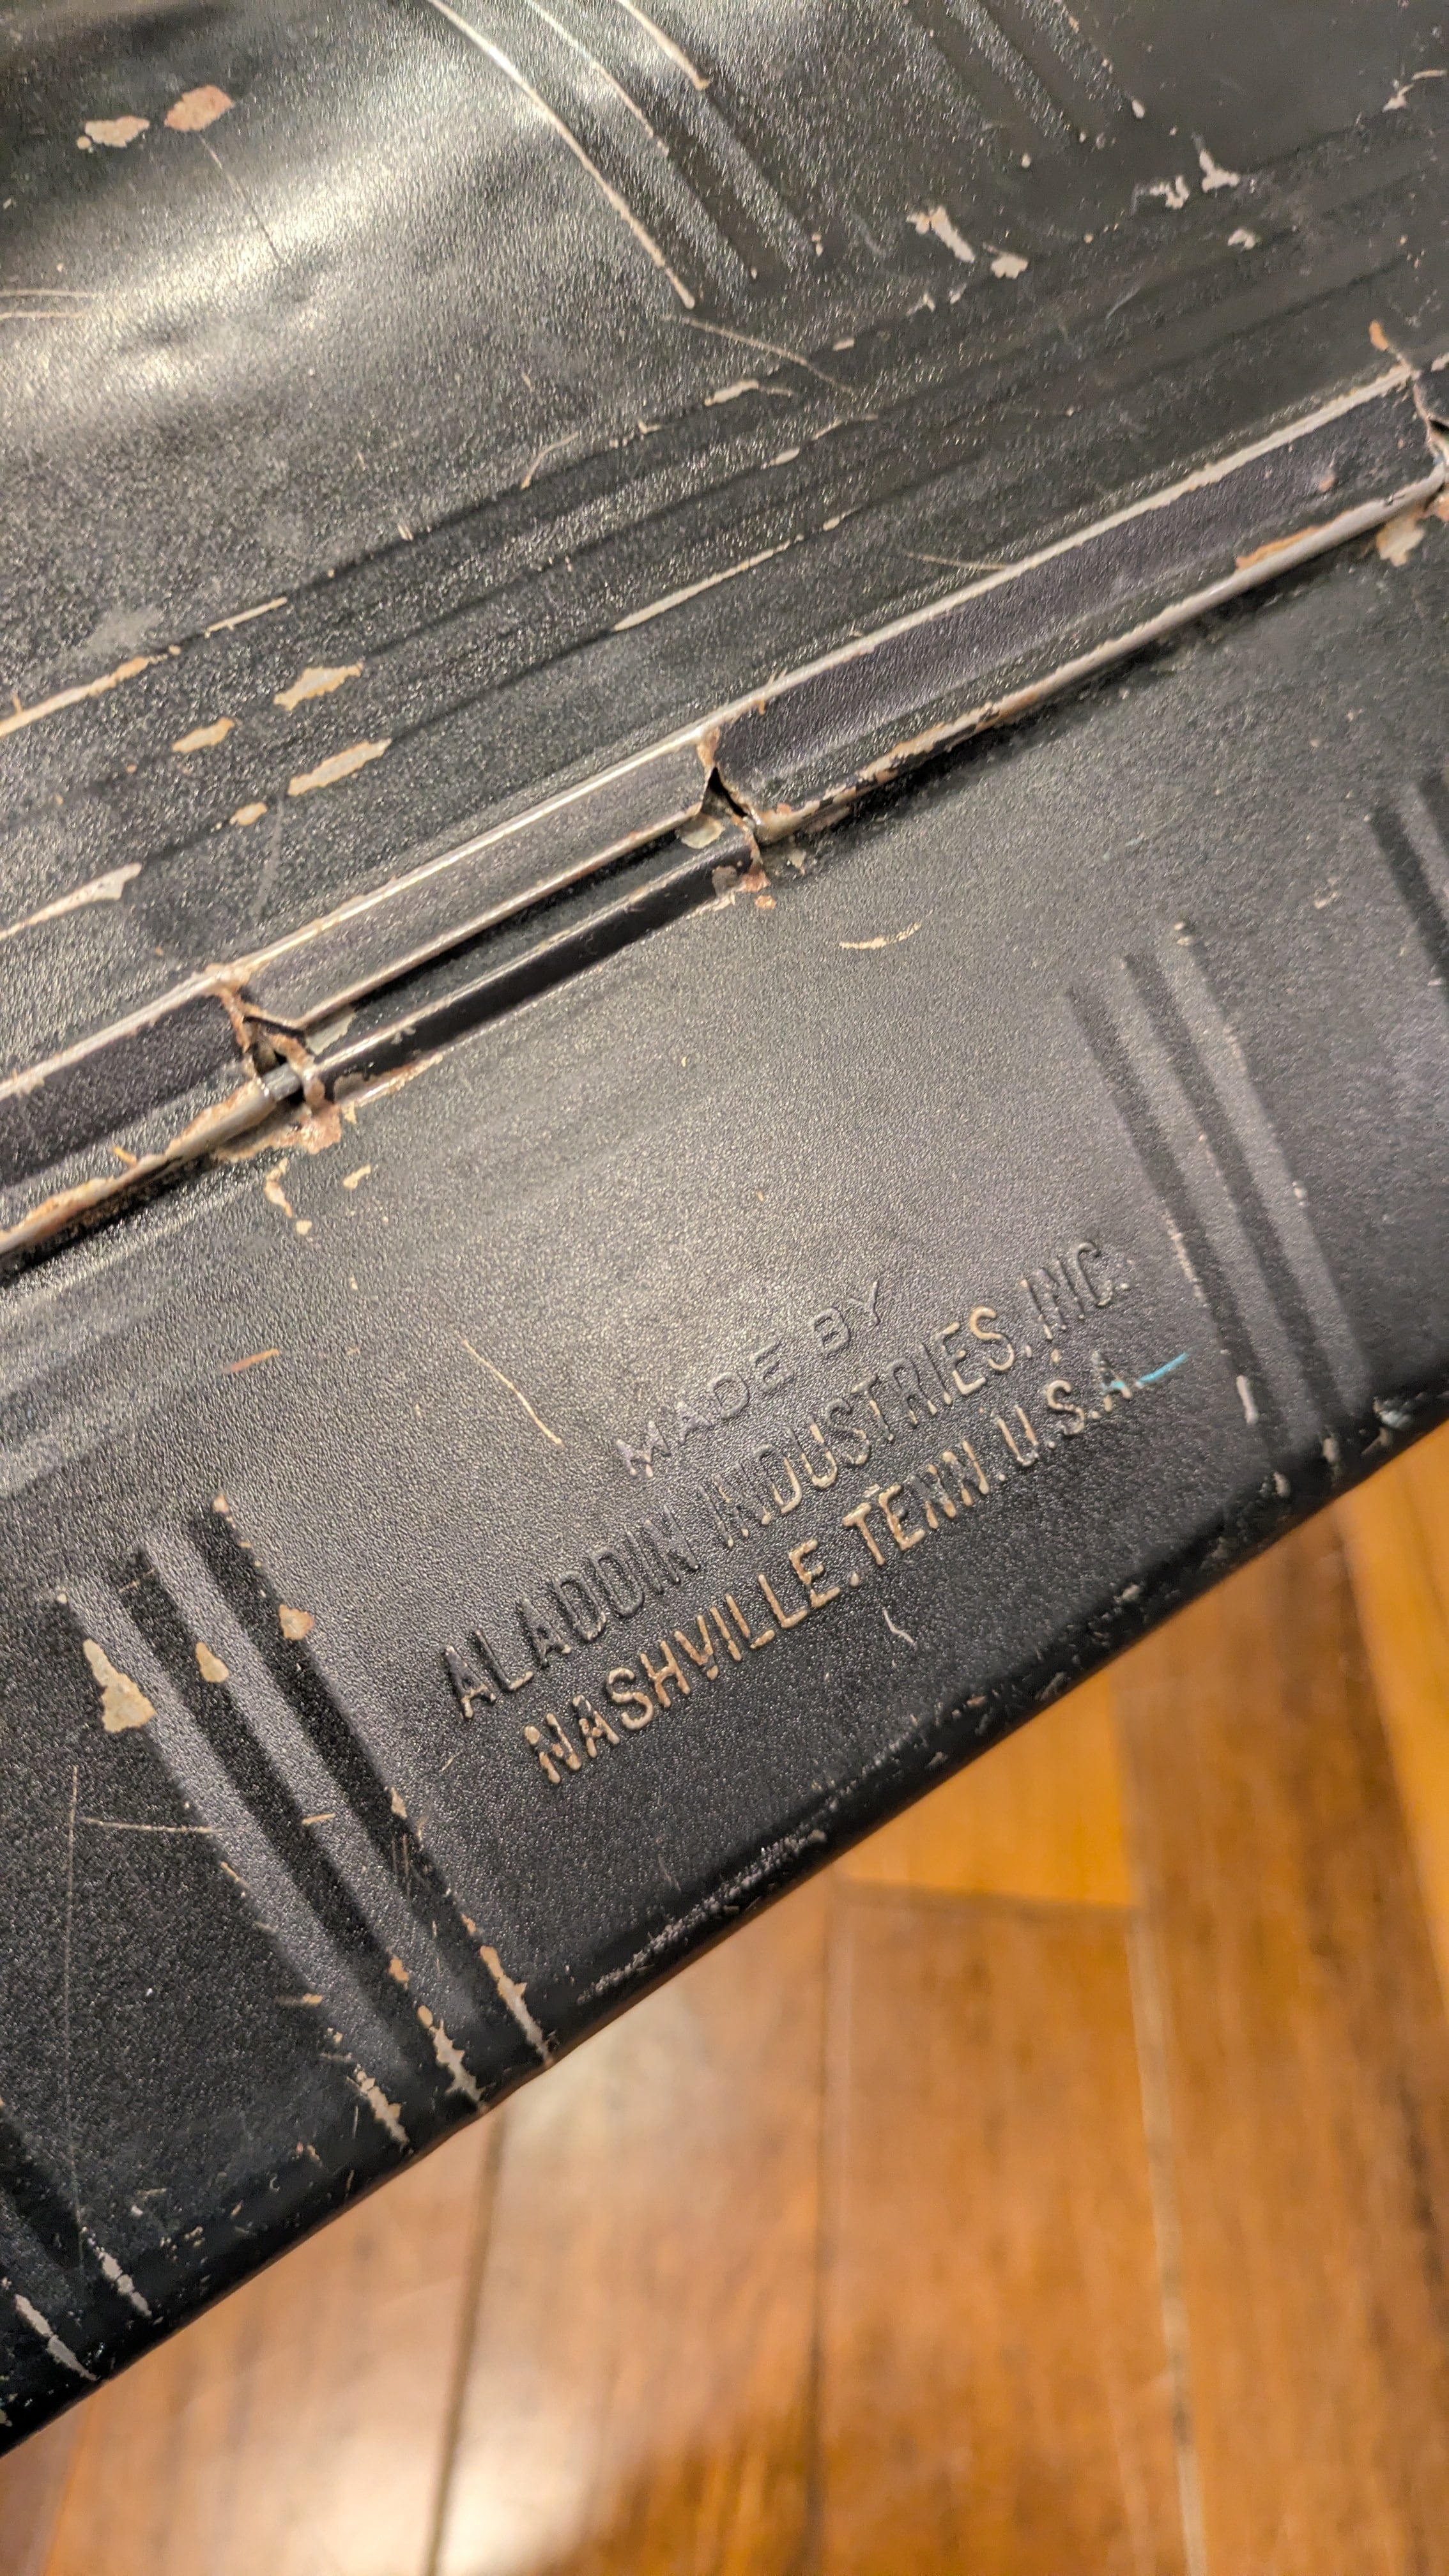 MADE BY
ALADDIN INDUSTRIES, INC.
NASHVILLE, TENN. U.S.A.